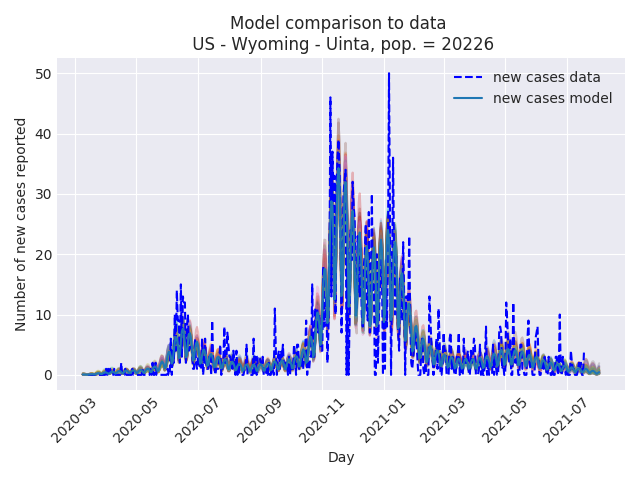 Model comparison to data
US - Wyoming - Uinta, pop. = 20226
new cases data
new cases model
Number of new cases reported
50
40
30
20
10
0
2020-03
2020-05
2020-07
2020-09
2020-11
2021-01
2021-03
2021-05
2021-07
Day